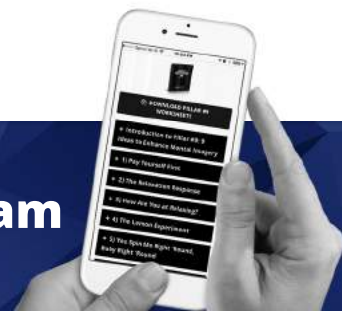 DOWNLOAD PILLAR #9
WORKSHEET!
+ Introduction to Pillar #9: 9
Ideas to Enhance Mental Imagery
+ 1) Pay Yourself First
+ 2) The Relaxation Response
+ 3) How Are You at Relaxing?
+ 4) The Lemon Experiment
+ 5) You Spin Me Right 'Round,
Baby Right 'Round
am